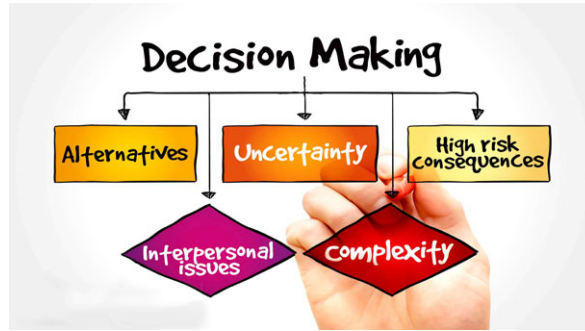 Decision Making
Alternatives
Uncertainty
High risk
consequences
Interpersonal
issues
Complexity